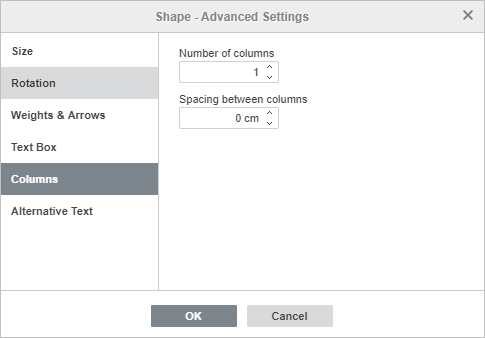 Shape - Advanced Settings
Size
Rotation
Weights & Arrows
Text Box
Columns
Alternative Text
Number of columns
1
Spacing between columns
0 cm
OK
Cancel